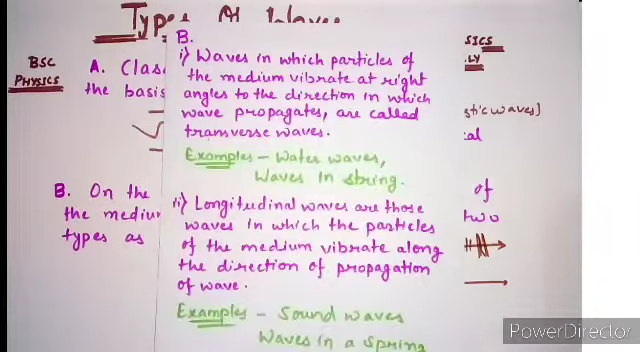 Types Of Waves
BSC
PHYSICS
SICS
LY
A. Clas
the basis
stic waves]
cal
B. On the
the medium
types as
of
two
B.
i) Waves in which particles of
the medium vibrate at right
angles to the direction in which
wave propagates, are called
tramverse waves.
Examples - Water waves,
Waves in string.
ii) Longitudinal waves are those
waves in which the particles
of the medium vibrate along
the direction of propagation
of wave.
Examples - Sound waves
Waves in a Spring
PowerDirector